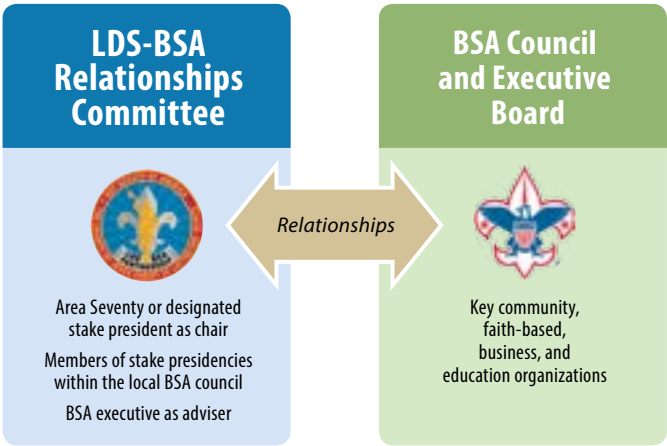 LDS-BSA
Relationships
Committee
Area Seventy or designated
stake president as chair
Members of stake presidencies
within the local BSA council
BSA executive as adviser
Relationships
BSA Council
and Executive
Board
Key community,
faith-based,
business, and
education organizations